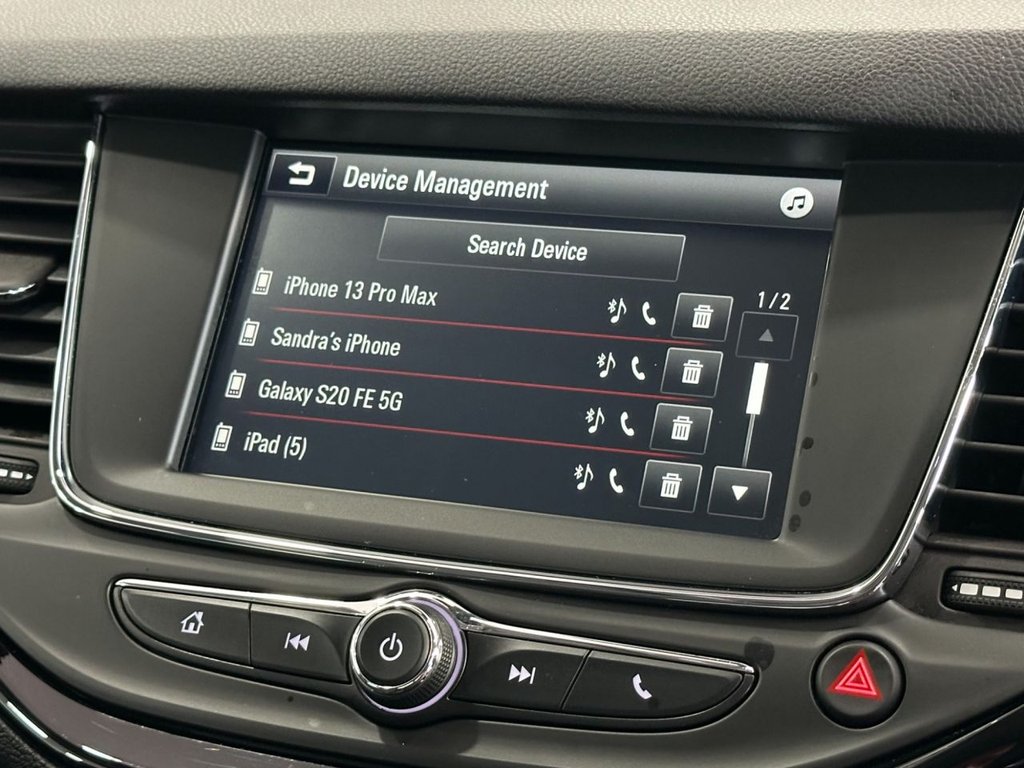 Device Management
Search Device
1/2
iPhone 13 Pro Max
Sandra's iPhone
Galaxy S20 FE 5G
iPad (5)